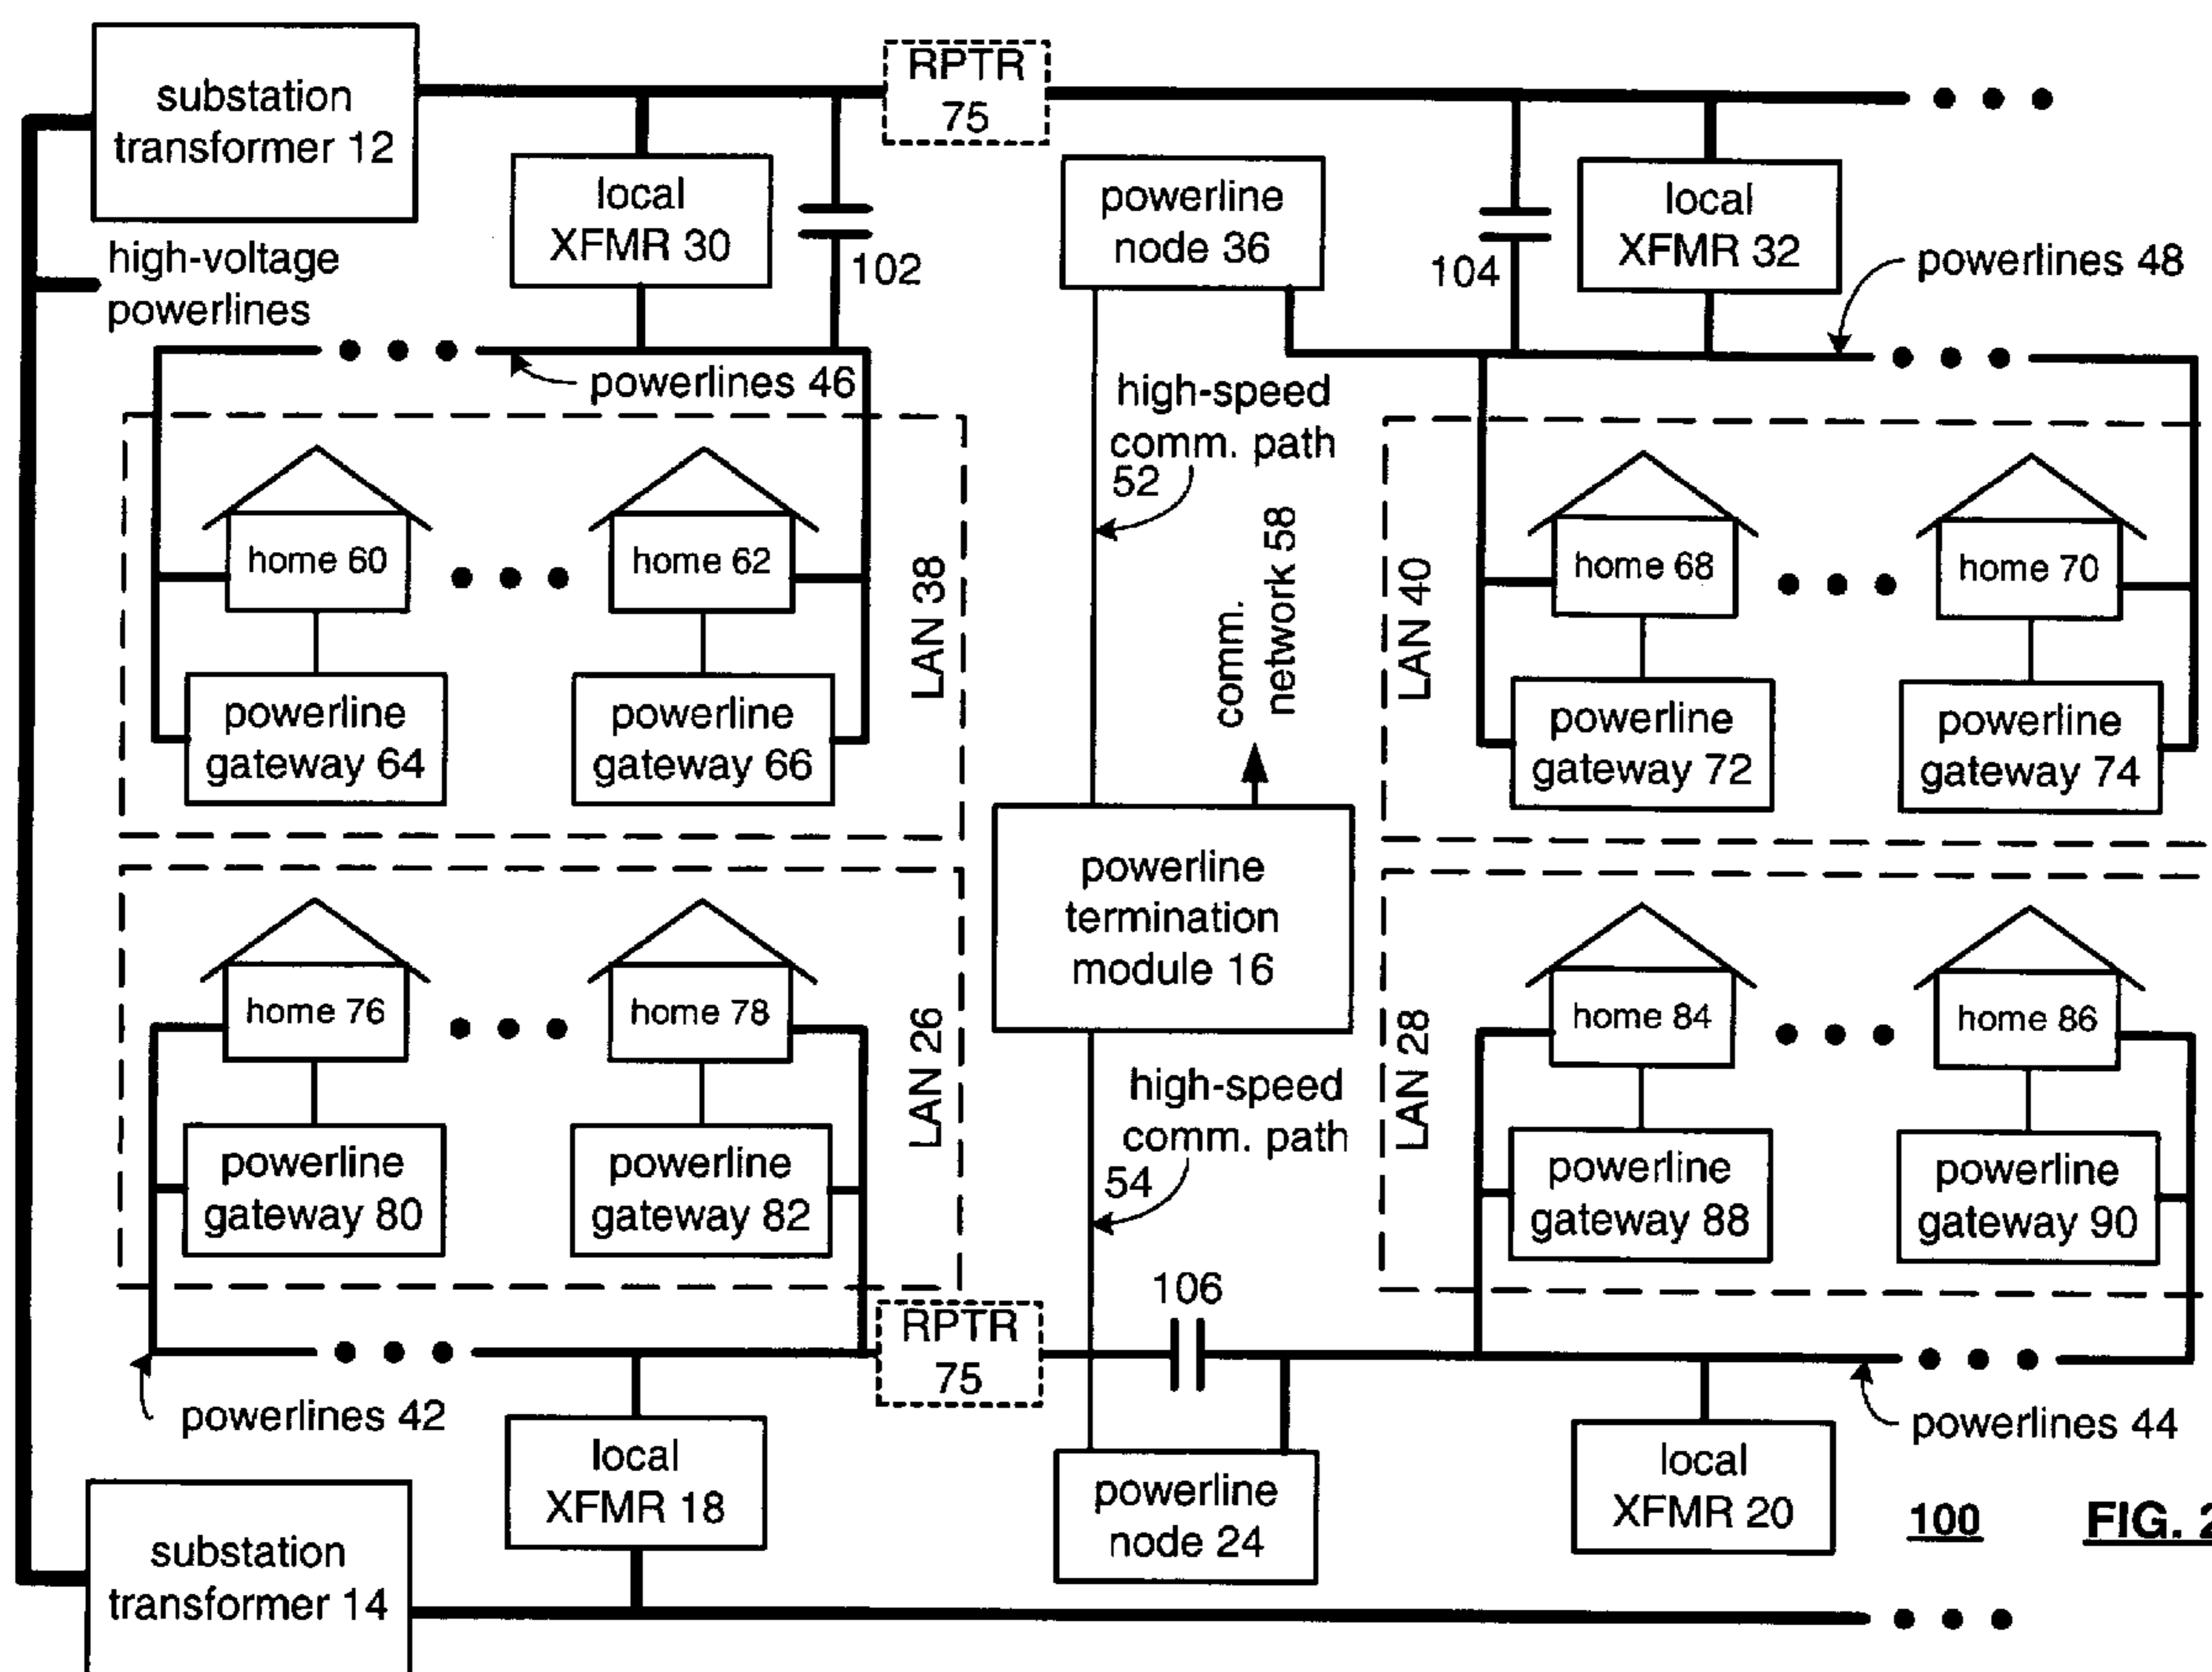 substation
transformer 12
RPTR
75
local
XFMR 30
102
powerline
node 36
104
local
XFMR 32
powerlines 48
high-voltage
powerlines
powerlines 46
high-speed
comm. path
52
home 60
home 62
LAN 38
comm.
network 58
LAN 40
home 68
home 70
powerline
gateway 64
powerline
gateway 66
powerline
gateway 72
powerline
gateway 74
powerline
termination
module 16
home 76
home 78
LAN 26
high-speed
comm. path
54
LAN 28
home 84
home 86
powerline
gateway 80
powerline
gateway 82
powerline
gateway 88
powerline
gateway 90
RPTR
75
106
powerlines 42
local
XFMR 18
powerline
node 24
local
XFMR 20
powerlines 44
substation
transformer 14
100
FIG. 2